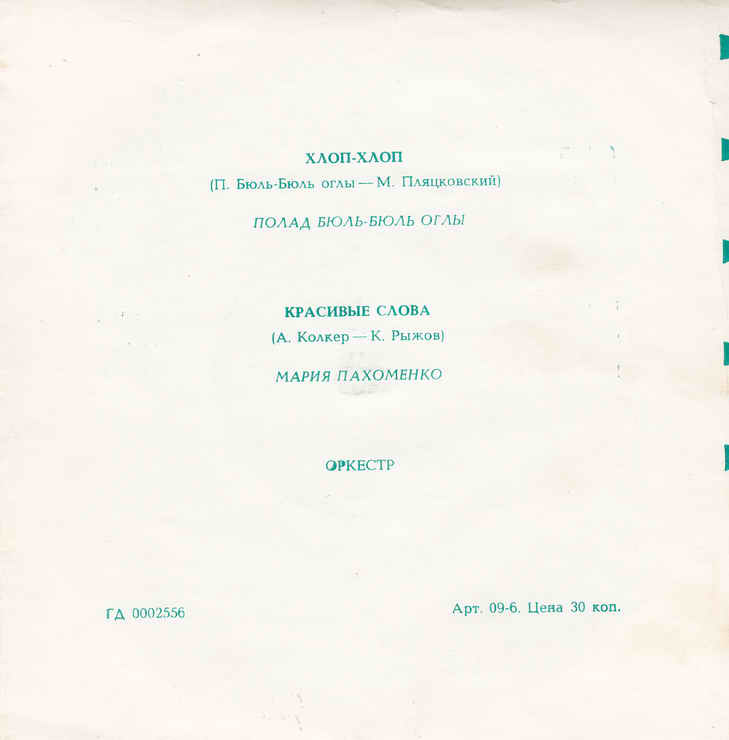 ХЛОП-ХЛОП
(П. Бюль-Бюль оглы — М. Пляцковский)
ПОЛАД БЮЛЬ-БЮЛЬ ОГЛЫ
КРАСИВЫЕ СЛОВА
(А. Колкер — К. Рыжов)
МАРИЯ ПАХОМЕНКО
ОРКЕСТР
ГД 0002556
Арт. 09-6. Цена 30 коп.